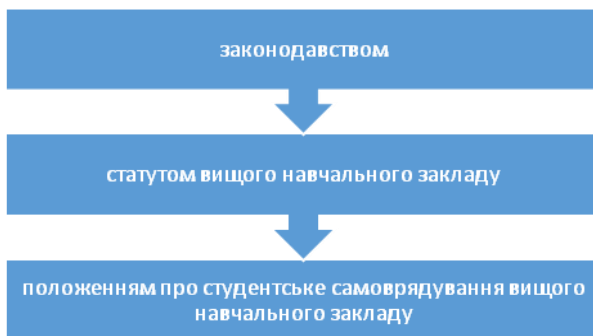 законодавством
статутом вищого навчального закладу
положенням про студентське самоврядування вищого
навчального закладу